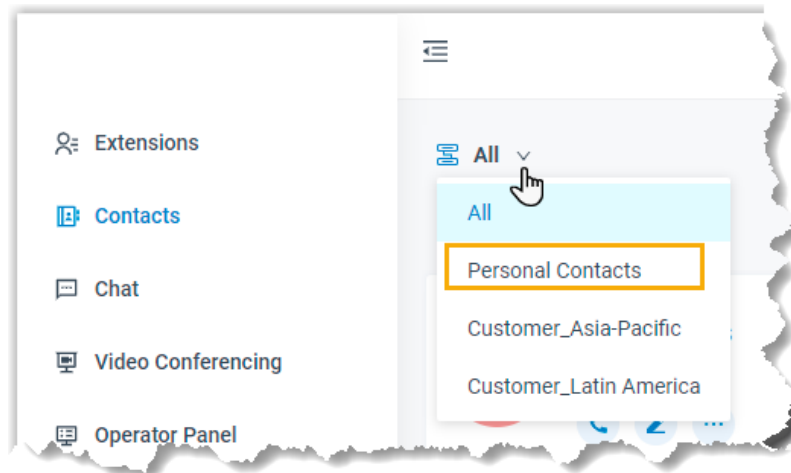 Extensions
Contacts
Chat
Video Conferencing
Operator Panel
All
All
Personal Contacts
Customer_Asia-Pacific
Customer_Latin America